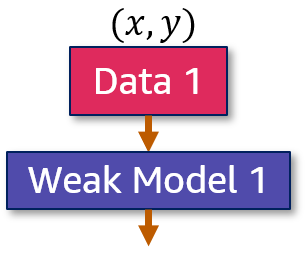 (x, y)
Data 1
Weak Model 1